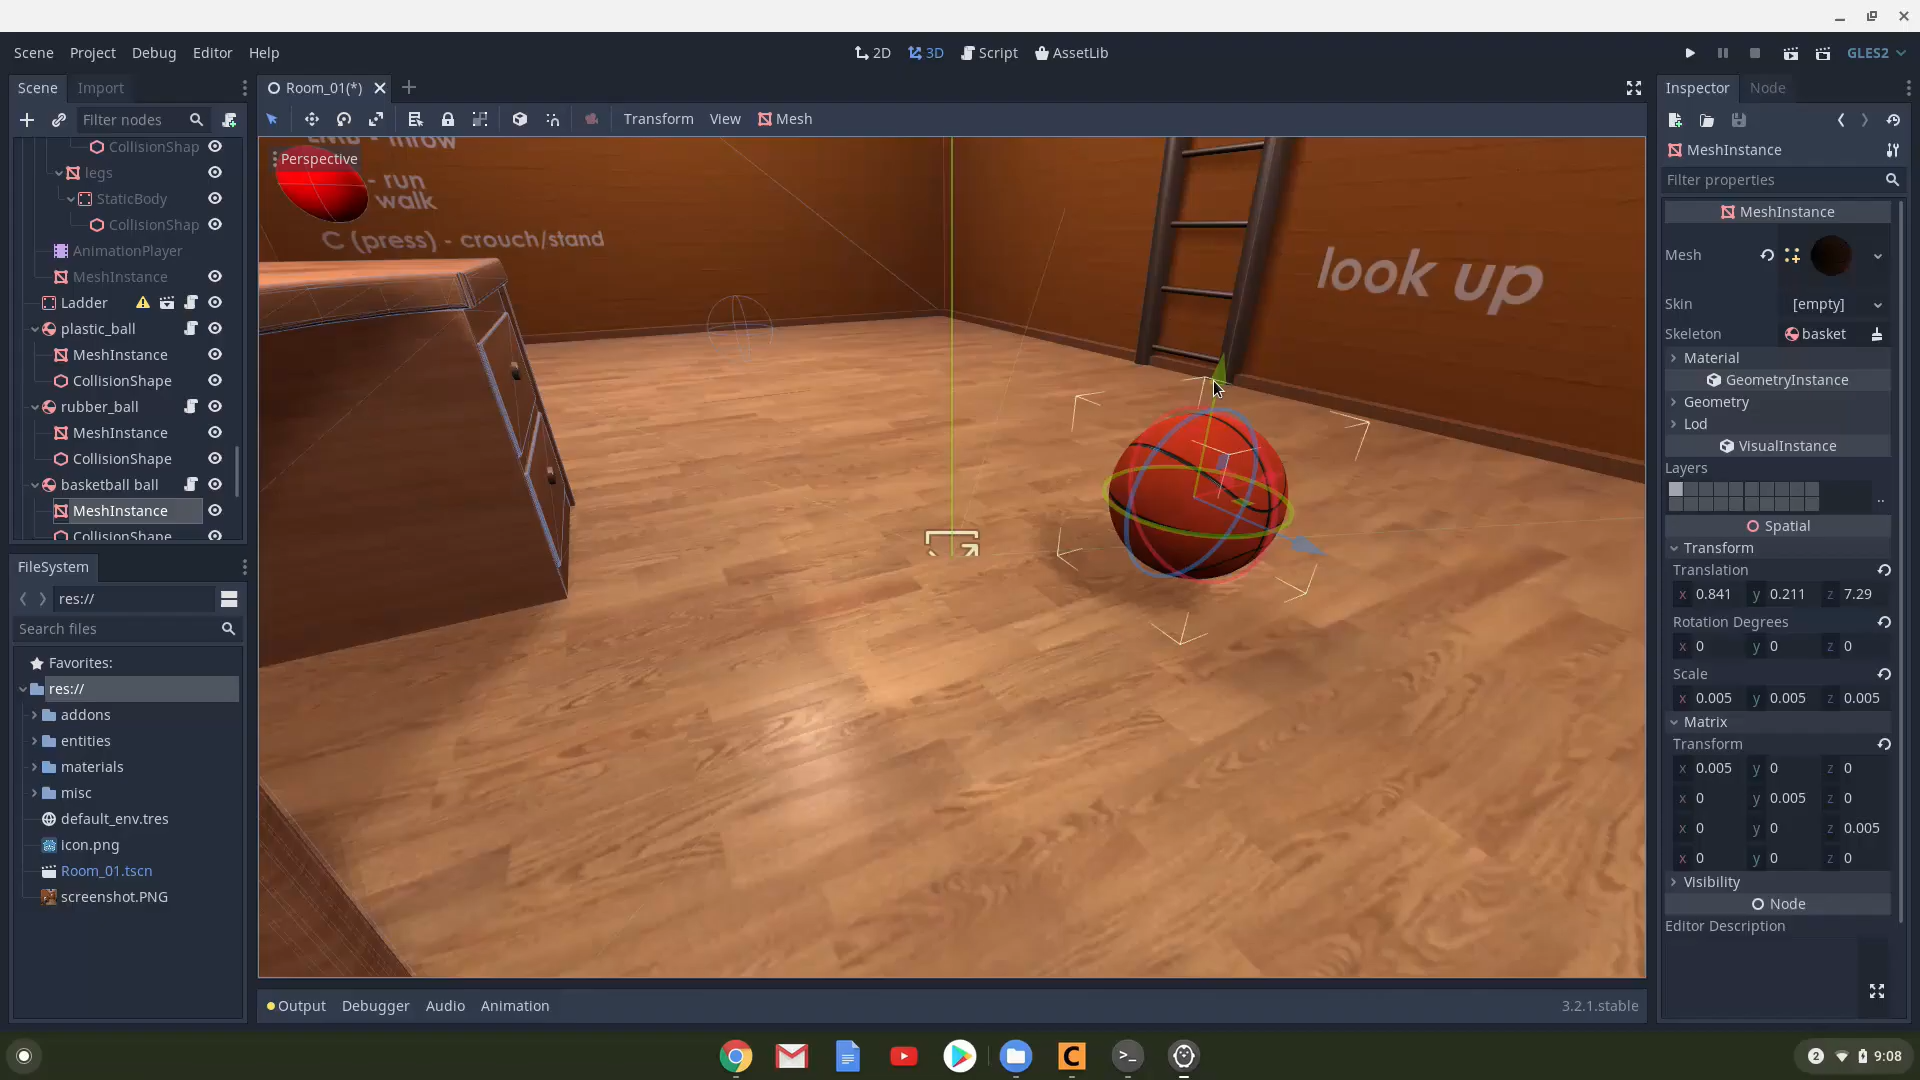 Scene Project Debug Editor Help
2D 3D Script AssetLib
GLES2
Scene Import
Room_01(*)
Inspector Node
Filter nodes
Transform View Mesh
CollisionShap
legs
StaticBody
CollisionShap
AnimationPlayer
MeshInstance
Ladder
plastic_ball
MeshInstance
CollisionShape
rubber_ball
MeshInstance
CollisionShape
basketball ball
MeshInstance
CollisionShape
FileSystem
res://
Search files
Favorites:
res://
addons
entities
materials
misc
default_env.tres
icon.png
Room_01.tscn
screenshot.PNG
- throw
Perspective
- run
walk
C (press) - crouch/stand
look up
Output Debugger Audio Animation
3.2.1.stable
MeshInstance
Filter properties
MeshInstance
Mesh
Skin [empty]
Skeleton basket
Material
GeometryInstance
Geometry
Lod
VisualInstance
Layers
..
Spatial
Transform
Translation
x 0.841 y 0.211 z 7.29
Rotation Degrees
x 0 y 0 z 0
Scale
x 0.005 y 0.005 z 0.005
Matrix
Transform
x 0.005 y 0 z 0
x 0 y 0.005 z 0
x 0 y 0 z 0.005
x 0 y 0 z 0
Visibility
Node
Editor Description
2 9:08